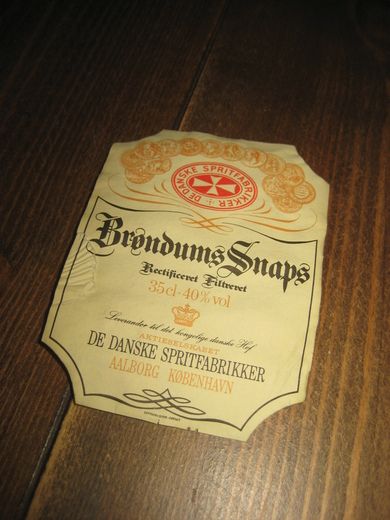 DE DANSKE SPRITFABRIKKER
Brøndums Snaps
Rectificeret Filtreret
35 cl - 40% vol
Leverandør til det kongelige danske Hof
AKTIESELSKABET
DE DANSKE SPRITFABRIKKER
AALBORG KØBENHAVN